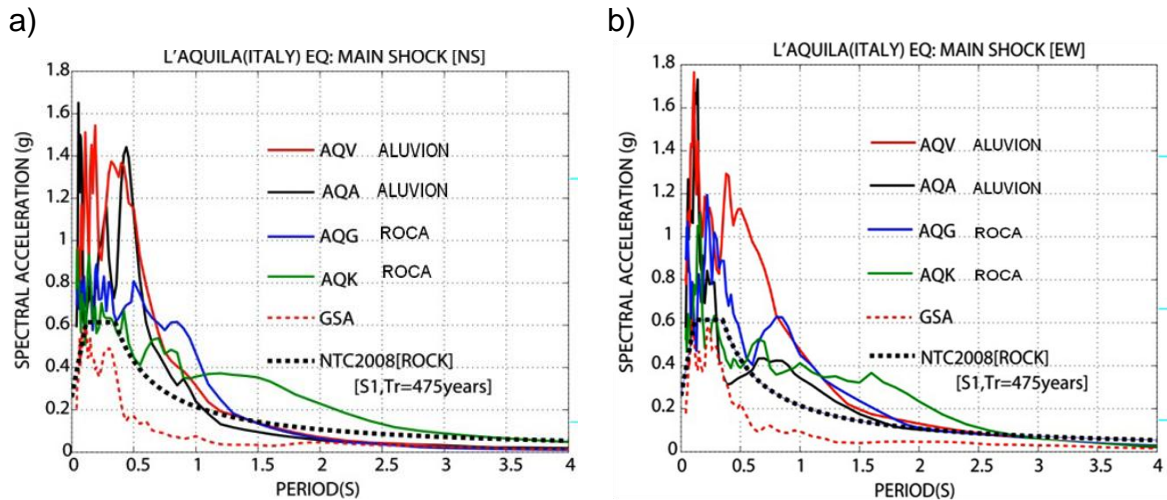 a)
L'AQUILA(ITALY) EQ: MAIN SHOCK [NS]
SPECTRAL ACCELERATION (g)
1.8
1.6
1.4
1.2
1
0.8
0.6
0.4
0.2
0
0 0.5 1 1.5 2 2.5 3 3.5 4
PERIOD(S)
AQV ALUVION
AQA ALUVION
AQG ROCA
AQK ROCA
GSA
NTC2008[ROCK]
[S1,Tr=475years]
b)
L'AQUILA(ITALY) EQ: MAIN SHOCK [EW]
SPECTRAL ACCELERATION (g)
1.8
1.6
1.4
1.2
1
0.8
0.6
0.4
0.2
0
0 0.5 1 1.5 2 2.5 3 3.5 4
PERIOD(S)
AQV ALUVION
AQA ALUVION
AQG ROCA
AQK ROCA
GSA
NTC2008[ROCK]
[S1,Tr=475years]